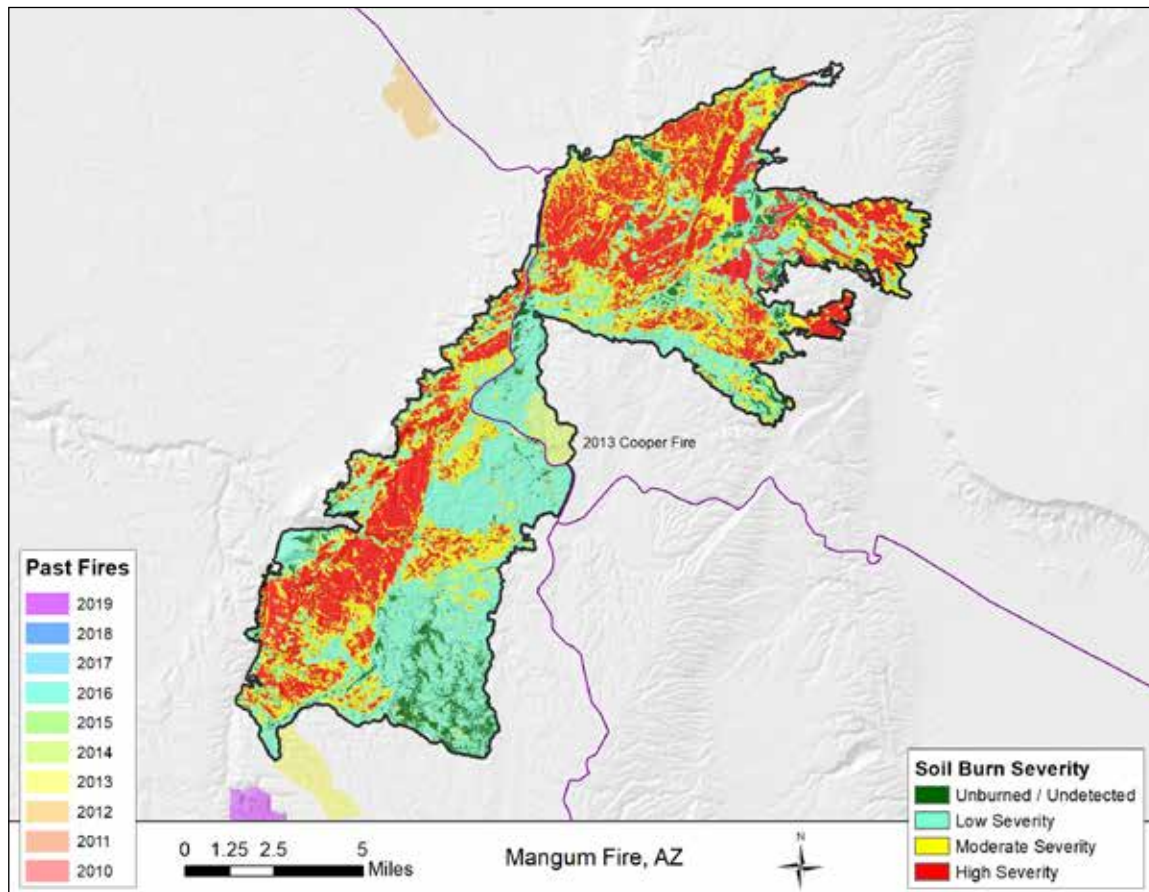 2013 Cooper Fire
Past Fires
2019
2018
2017
2016
2015
2014
2013
2012
2011
2010
0 1.25 2.5 5
Miles
Mangum Fire, AZ
N
Soil Burn Severity
Unburned / Undetected
Low Severity
Moderate Severity
High Severity